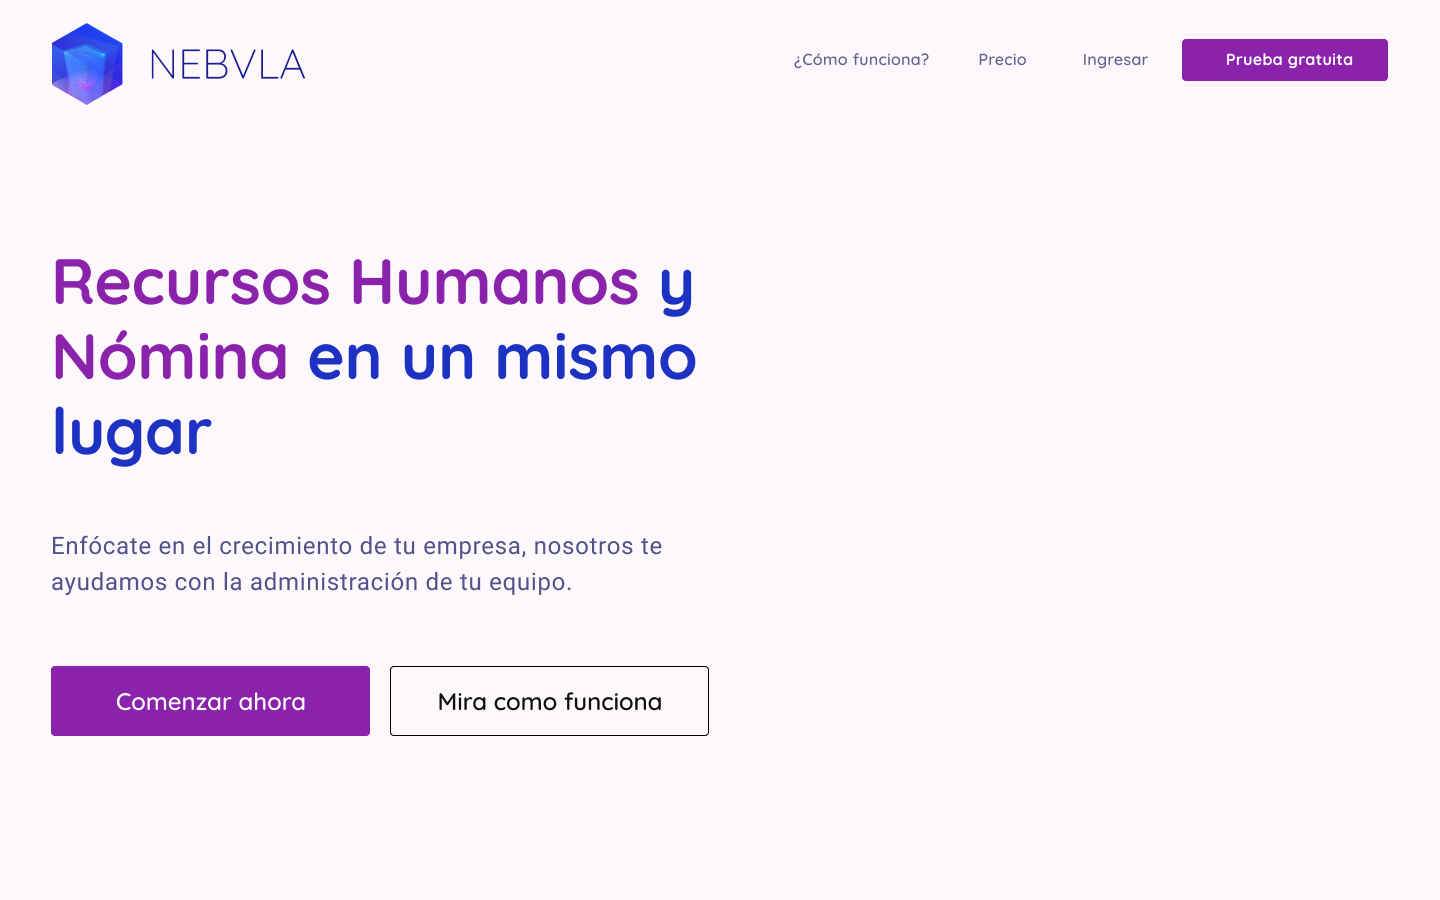 NEBVLA
¿Cómo funciona?
Precio
Ingresar
Prueba gratuita
Recursos Humanos y
Nómina en un mismo
lugar
Enfócate en el crecimiento de tu empresa, nosotros te
ayudamos con la administración de tu equipo.
Comenzar ahora
Mira como funciona